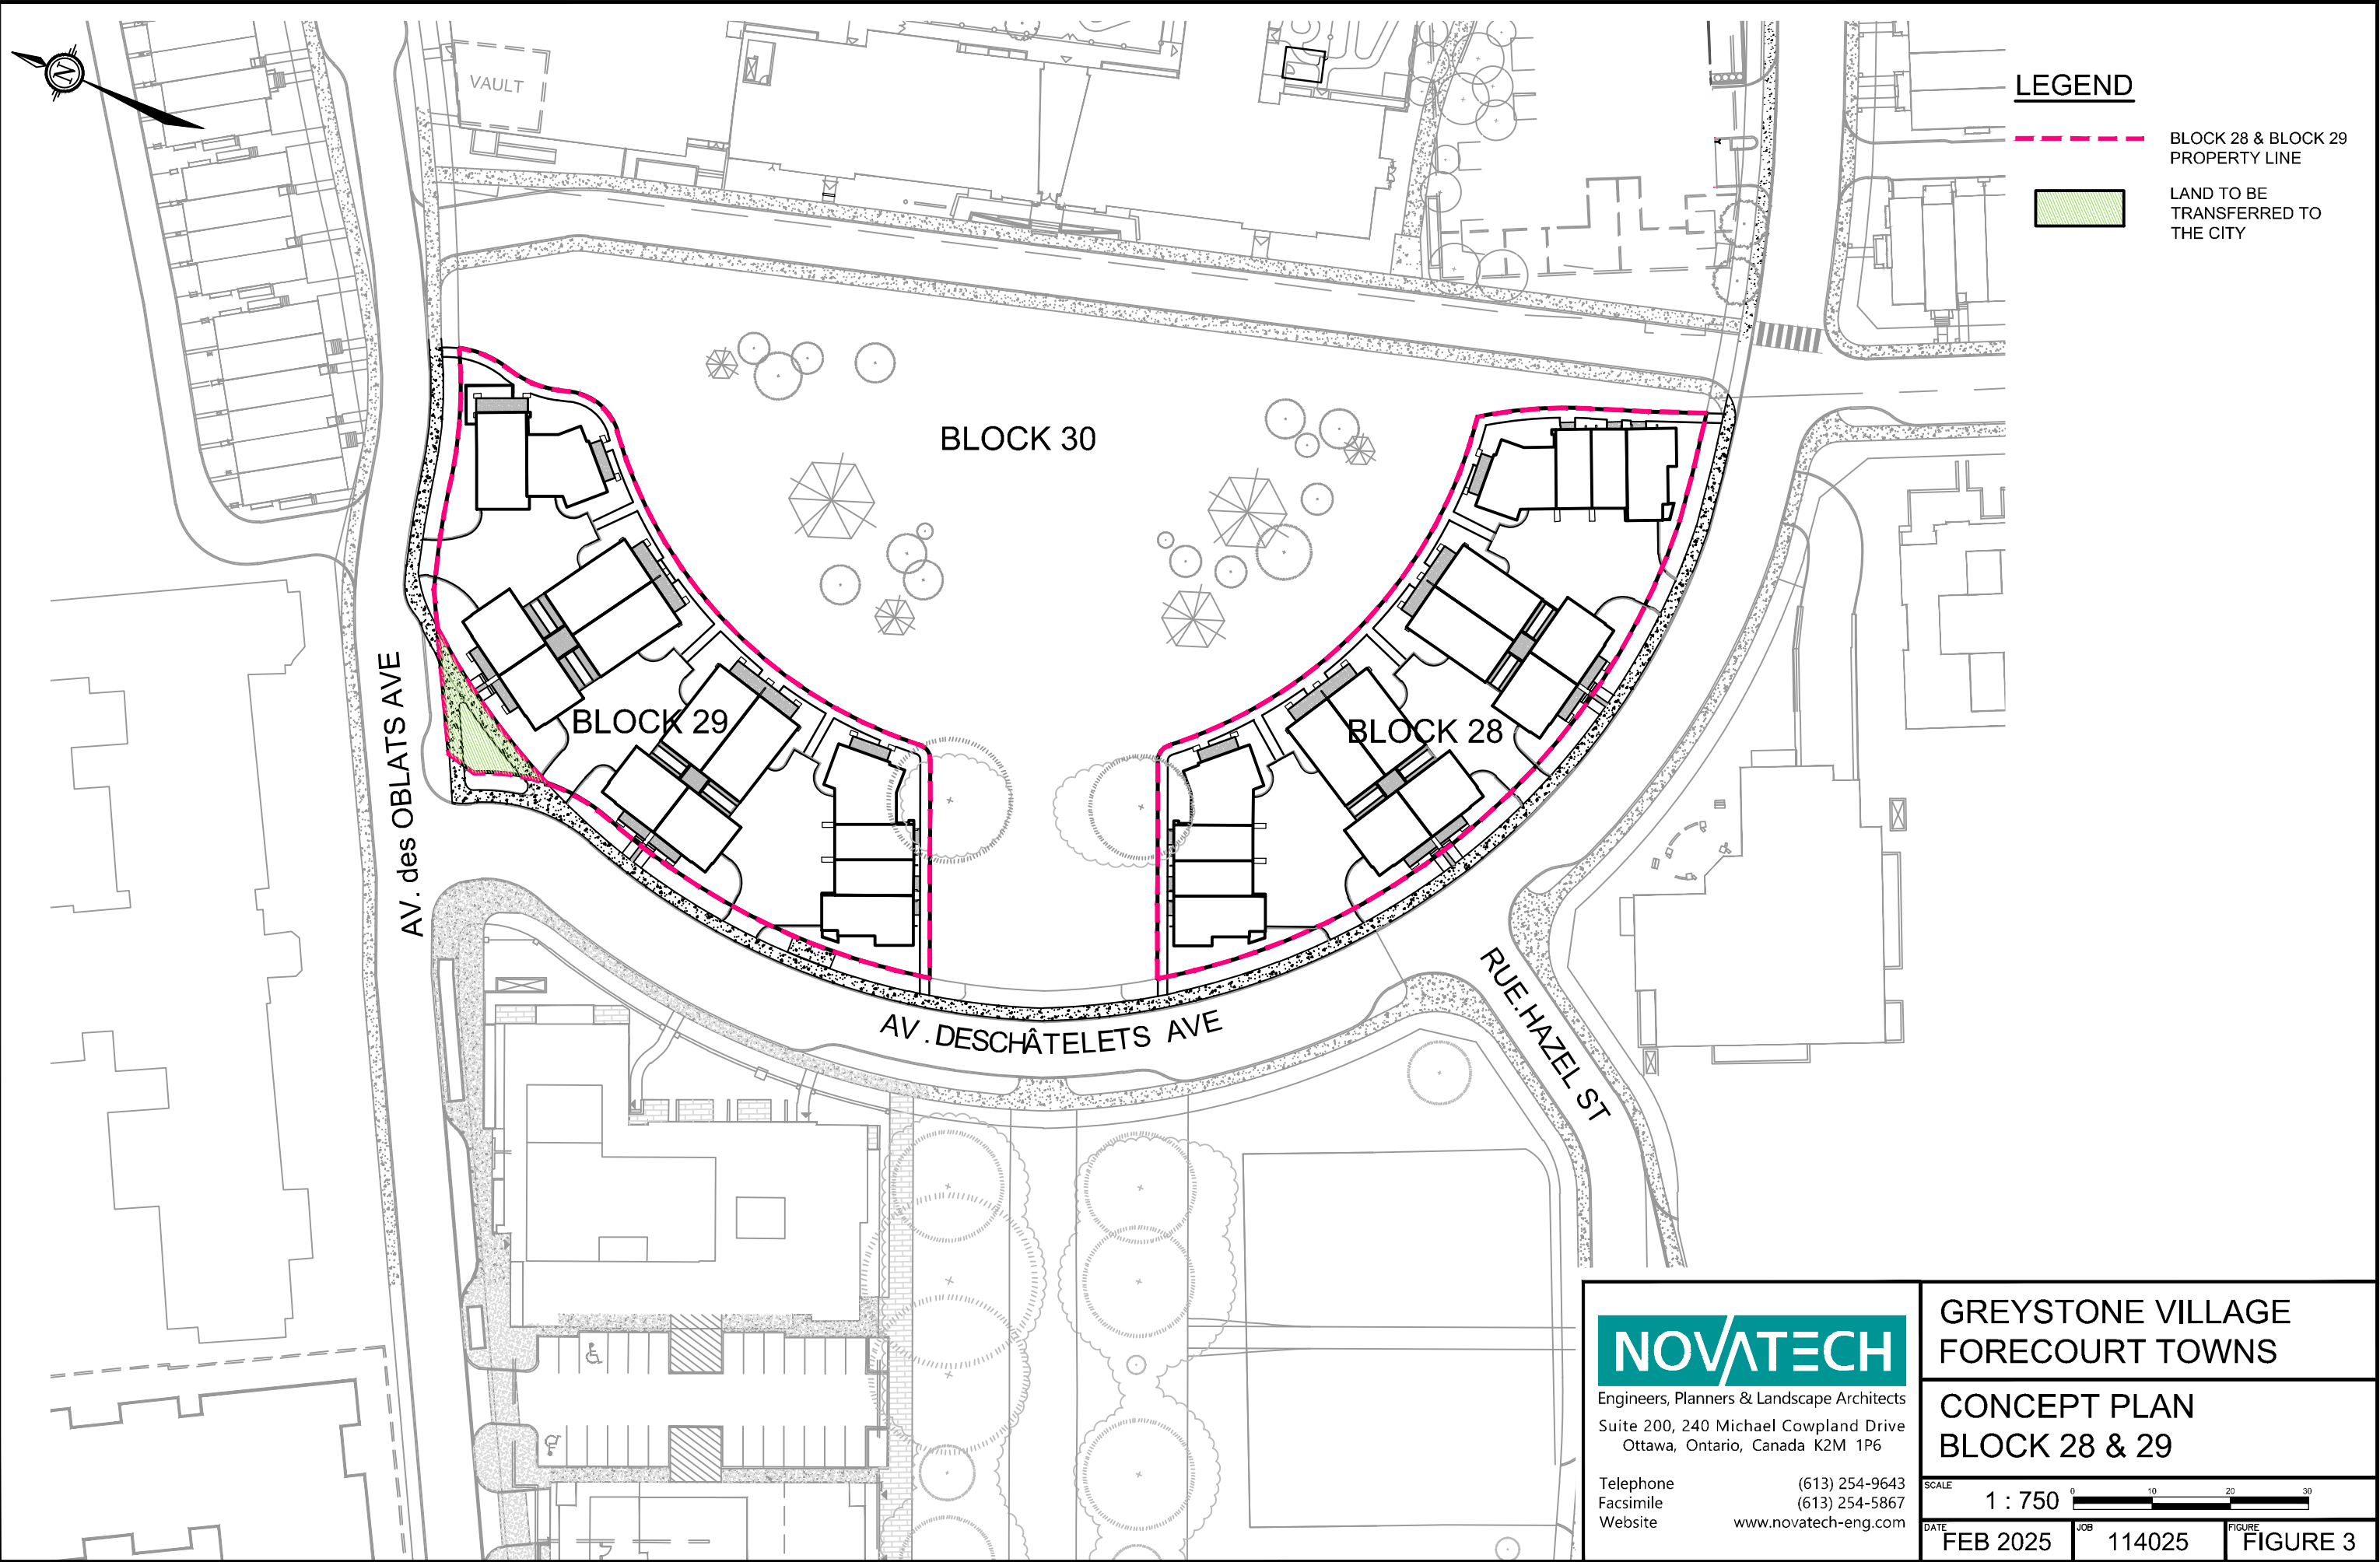 N
VAULT
LEGEND
BLOCK 28 & BLOCK 29
PROPERTY LINE
LAND TO BE
TRANSFERRED TO
THE CITY
BLOCK 30
BLOCK 29
BLOCK 28
AV. des OBLATS AVE
AV. DESCHÂTELETS AVE
RUE.HAZEL ST
NOVATECH
Engineers, Planners & Landscape Architects
Suite 200, 240 Michael Cowpland Drive
Ottawa, Ontario, Canada K2M 1P6
Telephone (613) 254-9643
Facsimile (613) 254-5867
Website www.novatech-eng.com
GREYSTONE VILLAGE
FORECOURT TOWNS
CONCEPT PLAN
BLOCK 28 & 29
SCALE
1 : 750
0 10 20 30
DATE
FEB 2025
JOB
114025
FIGURE
FIGURE 3